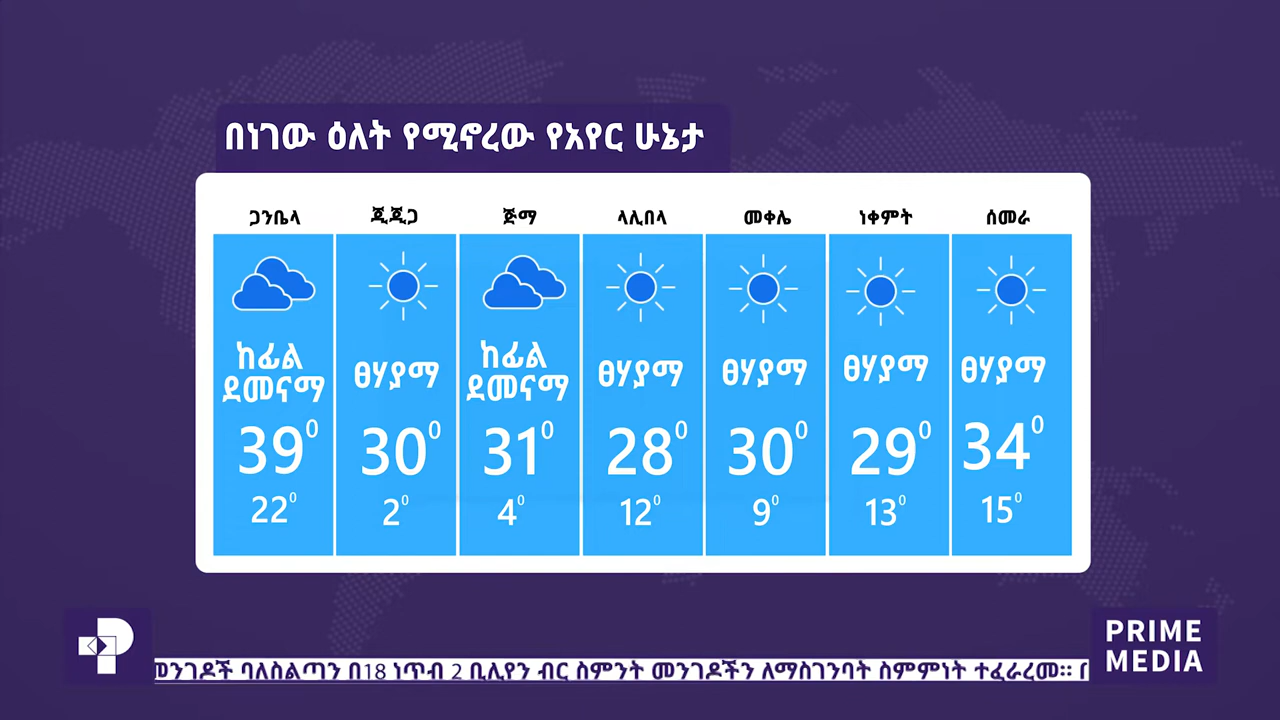 በነገው ዕለት የሚኖረው የአየር ሁኔታ
ጋንቤላ ጂጂጋ ጅማ ላሊበላ መቀሌ ነቀምት ሰመራ
ከፊል ደመናማ ፀሃያማ ከፊል ደመናማ ፀሃያማ ፀሃያማ ፀሃያማ ፀሃያማ
39⁰ 30⁰ 31⁰ 28⁰ 30⁰ 29⁰ 34⁰
22⁰ 2⁰ 4⁰ 12⁰ 9⁰ 13⁰ 15⁰
መንገዶች ባለስልጣን በ18 ነጥብ 2 ቢሊየን ብር ስምንት መንገዶችን ለማስገንባት ስምምነት ተፈራረመ። በ
PRIME
MEDIA